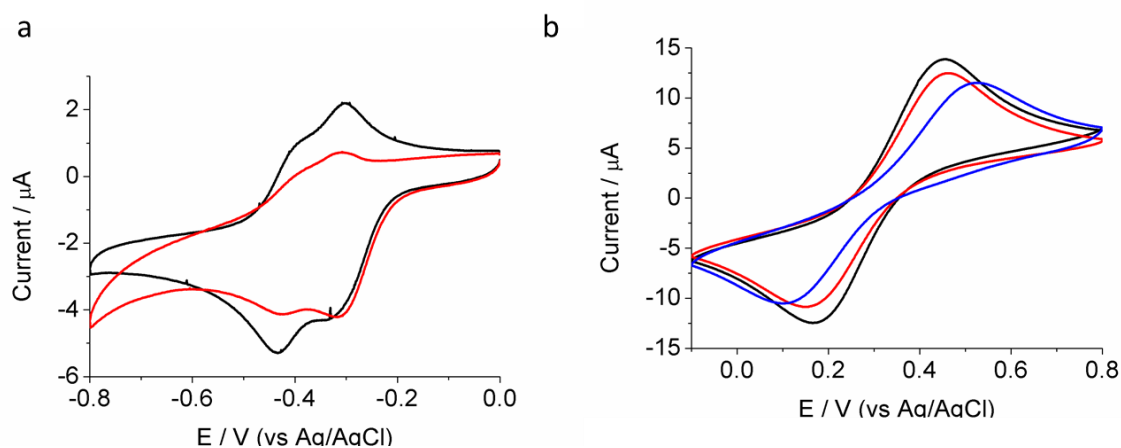 a
2
0
-2
-4
-6
Current / μA
-0.8 -0.6 -0.4 -0.2 0.0
E / V (vs Ag/AgCl)
b
15
10
5
0
-5
-10
-15
Current / μA
0.0 0.2 0.4 0.6 0.8
E / V (vs Ag/AgCl)